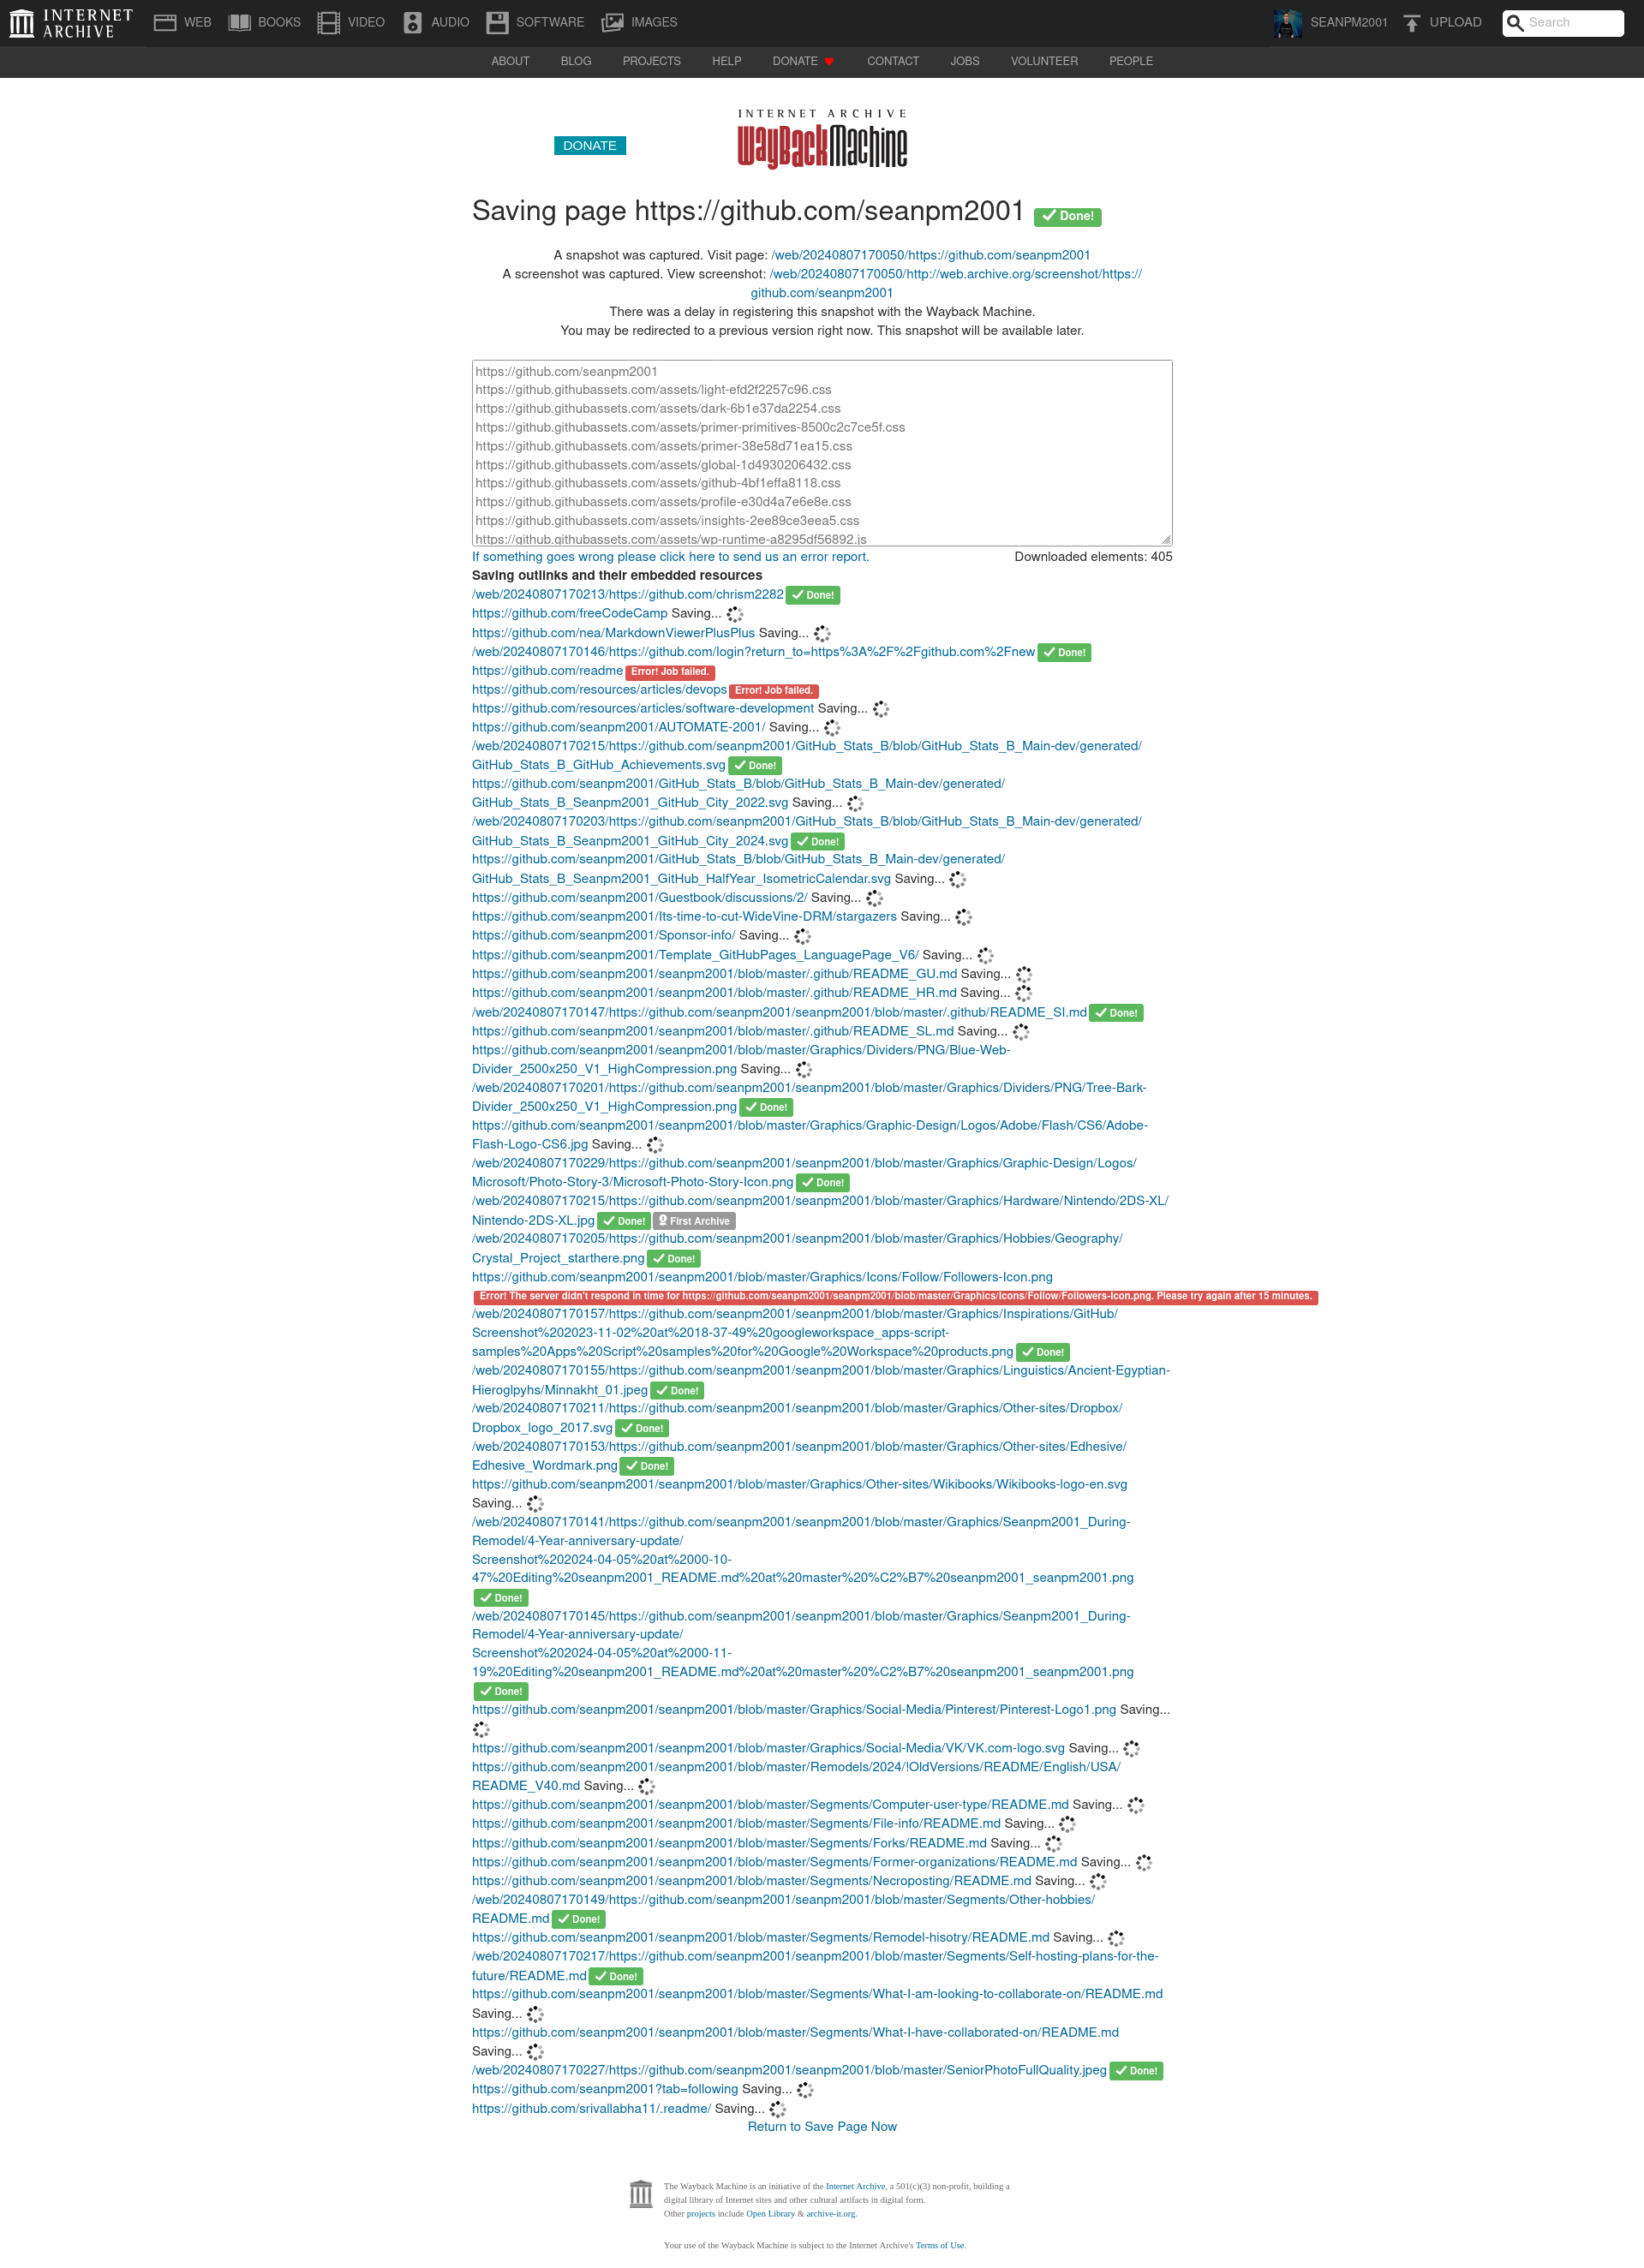 INTERNET ARCHIVE
WEB BOOKS VIDEO AUDIO SOFTWARE IMAGES SEANPM2001 UPLOAD Search
ABOUT BLOG PROJECTS HELP DONATE CONTACT JOBS VOLUNTEER PEOPLE
INTERNET ARCHIVE
WayBackMachine
DONATE
Saving page https://github.com/seanpm2001 Done!
A snapshot was captured. Visit page: /web/20240807170050/https://github.com/seanpm2001
A screenshot was captured. View screenshot: /web/20240807170050/http://web.archive.org/screenshot/https://
github.com/seanpm2001
There was a delay in registering this snapshot with the Wayback Machine.
You may be redirected to a previous version right now. This snapshot will be available later.
https://github.com/seanpm2001
https://github.githubassets.com/assets/light-efd2f2257c96.css
https://github.githubassets.com/assets/dark-6b1e37da2254.css
https://github.githubassets.com/assets/primer-primitives-8500c2c7ce5f.css
https://github.githubassets.com/assets/primer-38e58d71ea15.css
https://github.githubassets.com/assets/global-1d4930206432.css
https://github.githubassets.com/assets/github-4bf1effa8118.css
https://github.githubassets.com/assets/profile-e30d4a7e6e8e.css
https://github.githubassets.com/assets/insights-2ee89ce3eea5.css
https://github.githubassets.com/assets/wp-runtime-a8295df56892.js
If something goes wrong please click here to send us an error report. Downloaded elements: 405
Saving outlinks and their embedded resources
/web/20240807170213/https://github.com/chrism2282 Done!
https://github.com/freeCodeCamp Saving...
https://github.com/nea/MarkdownViewerPlusPlus Saving...
/web/20240807170146/https://github.com/login?return_to=https%3A%2F%2Fgithub.com%2Fnew Done!
https://github.com/readme Error! Job failed.
https://github.com/resources/articles/devops Error! Job failed.
https://github.com/resources/articles/software-development Saving...
https://github.com/seanpm2001/AUTOMATE-2001/ Saving...
/web/20240807170215/https://github.com/seanpm2001/GitHub_Stats_B/blob/GitHub_Stats_B_Main-dev/generated/
GitHub_Stats_B_GitHub_Achievements.svg Done!
https://github.com/seanpm2001/GitHub_Stats_B/blob/GitHub_Stats_B_Main-dev/generated/
GitHub_Stats_B_Seanpm2001_GitHub_City_2022.svg Saving...
/web/20240807170203/https://github.com/seanpm2001/GitHub_Stats_B/blob/GitHub_Stats_B_Main-dev/generated/
GitHub_Stats_B_Seanpm2001_GitHub_City_2024.svg Done!
https://github.com/seanpm2001/GitHub_Stats_B/blob/GitHub_Stats_B_Main-dev/generated/
GitHub_Stats_B_Seanpm2001_GitHub_HalfYear_IsometricCalendar.svg Saving...
https://github.com/seanpm2001/Guestbook/discussions/2/ Saving...
https://github.com/seanpm2001/Its-time-to-cut-WideVine-DRM/stargazers Saving...
https://github.com/seanpm2001/Sponsor-info/ Saving...
https://github.com/seanpm2001/Template_GitHubPages_LanguagePage_V6/ Saving...
https://github.com/seanpm2001/seanpm2001/blob/master/.github/README_GU.md Saving...
https://github.com/seanpm2001/seanpm2001/blob/master/.github/README_HR.md Saving...
/web/20240807170147/https://github.com/seanpm2001/seanpm2001/blob/master/.github/README_SI.md Done!
https://github.com/seanpm2001/seanpm2001/blob/master/.github/README_SL.md Saving...
https://github.com/seanpm2001/seanpm2001/blob/master/Graphics/Dividers/PNG/Blue-Web-
Divider_2500x250_V1_HighCompression.png Saving...
/web/20240807170201/https://github.com/seanpm2001/seanpm2001/blob/master/Graphics/Dividers/PNG/Tree-Bark-
Divider_2500x250_V1_HighCompression.png Done!
https://github.com/seanpm2001/seanpm2001/blob/master/Graphics/Graphic-Design/Logos/Adobe/Flash/CS6/Adobe-
Flash-Logo-CS6.jpg Saving...
/web/20240807170229/https://github.com/seanpm2001/seanpm2001/blob/master/Graphics/Graphic-Design/Logos/
Microsoft/Photo-Story-3/Microsoft-Photo-Story-Icon.png Done!
/web/20240807170215/https://github.com/seanpm2001/seanpm2001/blob/master/Graphics/Hardware/Nintendo/2DS-XL/
Nintendo-2DS-XL.jpg Done! First Archive
/web/20240807170205/https://github.com/seanpm2001/seanpm2001/blob/master/Graphics/Hobbies/Geography/
Crystal_Project_starthere.png Done!
https://github.com/seanpm2001/seanpm2001/blob/master/Graphics/Icons/Follow/Followers-Icon.png
Error! The server didn't respond in time for https://github.com/seanpm2001/seanpm2001/blob/master/Graphics/Icons/Follow/Followers-Icon.png. Please try again after 15 minutes.
/web/20240807170157/https://github.com/seanpm2001/seanpm2001/blob/master/Graphics/Inspirations/GitHub/
Screenshot%202023-11-02%20at%2018-37-49%20googleworkspace_apps-script-
samples%20Apps%20Script%20samples%20for%20Google%20Workspace%20products.png Done!
/web/20240807170155/https://github.com/seanpm2001/seanpm2001/blob/master/Graphics/Linguistics/Ancient-Egyptian-
Hieroglpyhs/Minnakht_01.jpeg Done!
/web/20240807170211/https://github.com/seanpm2001/seanpm2001/blob/master/Graphics/Other-sites/Dropbox/
Dropbox_logo_2017.svg Done!
/web/20240807170153/https://github.com/seanpm2001/seanpm2001/blob/master/Graphics/Other-sites/Edhesive/
Edhesive_Wordmark.png Done!
https://github.com/seanpm2001/seanpm2001/blob/master/Graphics/Other-sites/Wikibooks/Wikibooks-logo-en.svg
Saving...
/web/20240807170141/https://github.com/seanpm2001/seanpm2001/blob/master/Graphics/Seanpm2001_During-
Remodel/4-Year-anniversary-update/
Screenshot%202024-04-05%20at%2000-10-
47%20Editing%20seanpm2001_README.md%20at%20master%20%C2%B7%20seanpm2001_seanpm2001.png
Done!
/web/20240807170145/https://github.com/seanpm2001/seanpm2001/blob/master/Graphics/Seanpm2001_During-
Remodel/4-Year-anniversary-update/
Screenshot%202024-04-05%20at%2000-11-
19%20Editing%20seanpm2001_README.md%20at%20master%20%C2%B7%20seanpm2001_seanpm2001.png
Done!
https://github.com/seanpm2001/seanpm2001/blob/master/Graphics/Social-Media/Pinterest/Pinterest-Logo1.png Saving...
https://github.com/seanpm2001/seanpm2001/blob/master/Graphics/Social-Media/VK/VK.com-logo.svg Saving...
https://github.com/seanpm2001/seanpm2001/blob/master/Remodels/2024/!OldVersions/README/English/USA/
README_V40.md Saving...
https://github.com/seanpm2001/seanpm2001/blob/master/Segments/Computer-user-type/README.md Saving...
https://github.com/seanpm2001/seanpm2001/blob/master/Segments/File-info/README.md Saving...
https://github.com/seanpm2001/seanpm2001/blob/master/Segments/Forks/README.md Saving...
https://github.com/seanpm2001/seanpm2001/blob/master/Segments/Former-organizations/README.md Saving...
https://github.com/seanpm2001/seanpm2001/blob/master/Segments/Necroposting/README.md Saving...
/web/20240807170149/https://github.com/seanpm2001/seanpm2001/blob/master/Segments/Other-hobbies/
README.md Done!
https://github.com/seanpm2001/seanpm2001/blob/master/Segments/Remodel-hisotry/README.md Saving...
/web/20240807170217/https://github.com/seanpm2001/seanpm2001/blob/master/Segments/Self-hosting-plans-for-the-
future/README.md Done!
https://github.com/seanpm2001/seanpm2001/blob/master/Segments/What-I-am-looking-to-collaborate-on/README.md
Saving...
https://github.com/seanpm2001/seanpm2001/blob/master/Segments/What-I-have-collaborated-on/README.md
Saving...
/web/20240807170227/https://github.com/seanpm2001/seanpm2001/blob/master/SeniorPhotoFullQuality.jpeg Done!
https://github.com/seanpm2001?tab=following Saving...
https://github.com/srivallabha11/.readme/ Saving...
Return to Save Page Now
The Wayback Machine is an initiative of the Internet Archive, a 501(c)(3) non-profit, building a
digital library of Internet sites and other cultural artifacts in digital form.
Other projects include Open Library & archive-it.org.
Your use of the Wayback Machine is subject to the Internet Archive's Terms of Use.